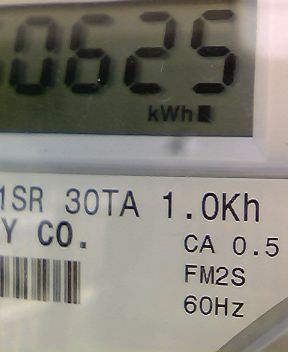 0625
kWh
1SR 30TA 1.0Kh
Y CO.
CA 0.5
FM2S
60Hz